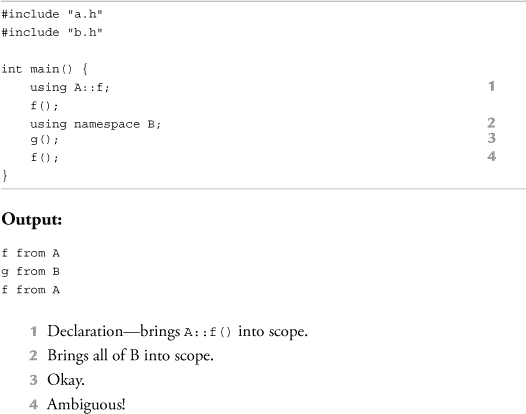 #include "a.h"
#include "b.h"
int main() {
    using A::f;    1
    f();
    using namespace B;    2
    g();    3
    f();    4
}
Output:
f from A
g from B
f from A
1 Declaration—brings A::f() into scope.
2 Brings all of B into scope.
3 Okay.
4 Ambiguous!